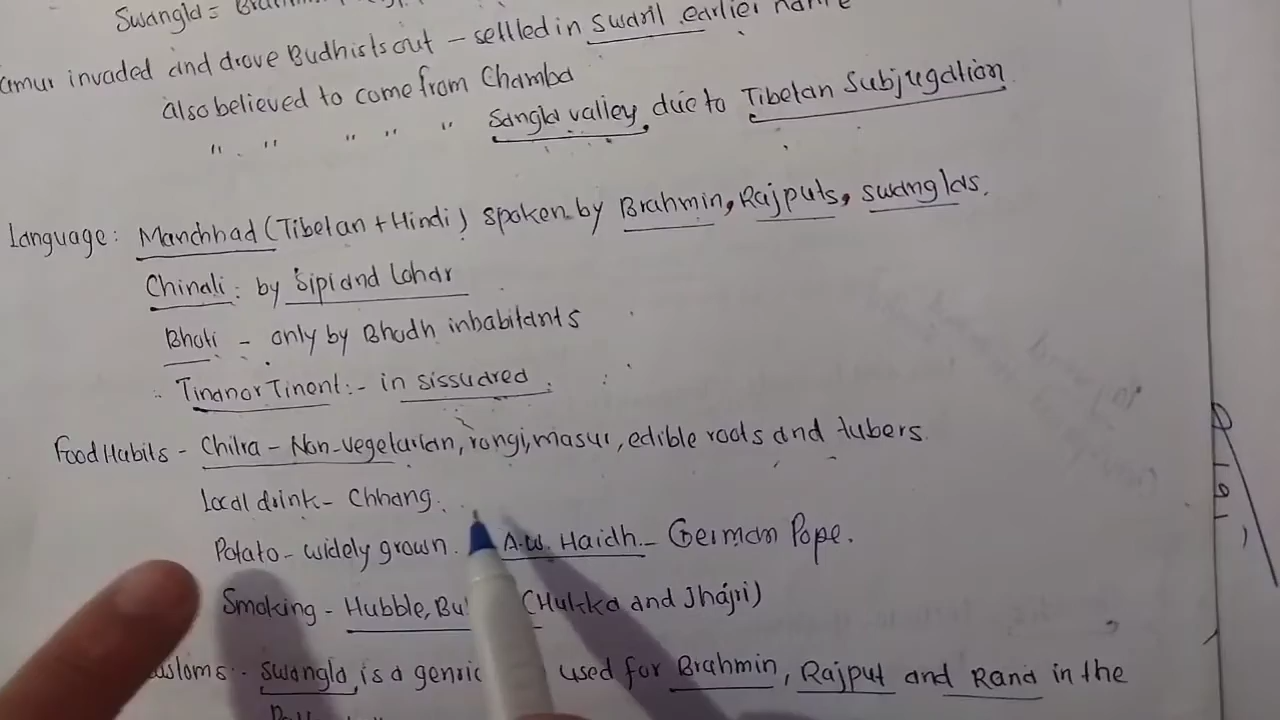 Swangla =
amur invaded and drove Budhists out - settled in Swaril earlier name
also believed to come from Chamba
" " " " " Sangla valley, due to Tibetan Subjugation
Language: Manchhad (Tibetan + Hindi) spoken by Brahmin, Rajputs, swanglas.
Chinali: by Sipi and Lohar
Bhoti - only by Bhodh inhabitants
Tinan or Tinent:- in sissu area
Food Habits - Chilra - Non-vegetarian, rongi, masur, edible roots and tubers.
Local drink - Chhang.
Potato - widely grown. A.W. Haidh - German Pope.
Smoking - Hubble, Bu (Hukka and Jhajri)
ustoms:- Swangla is a genric used for Brahmin, Rajput and Rana in the